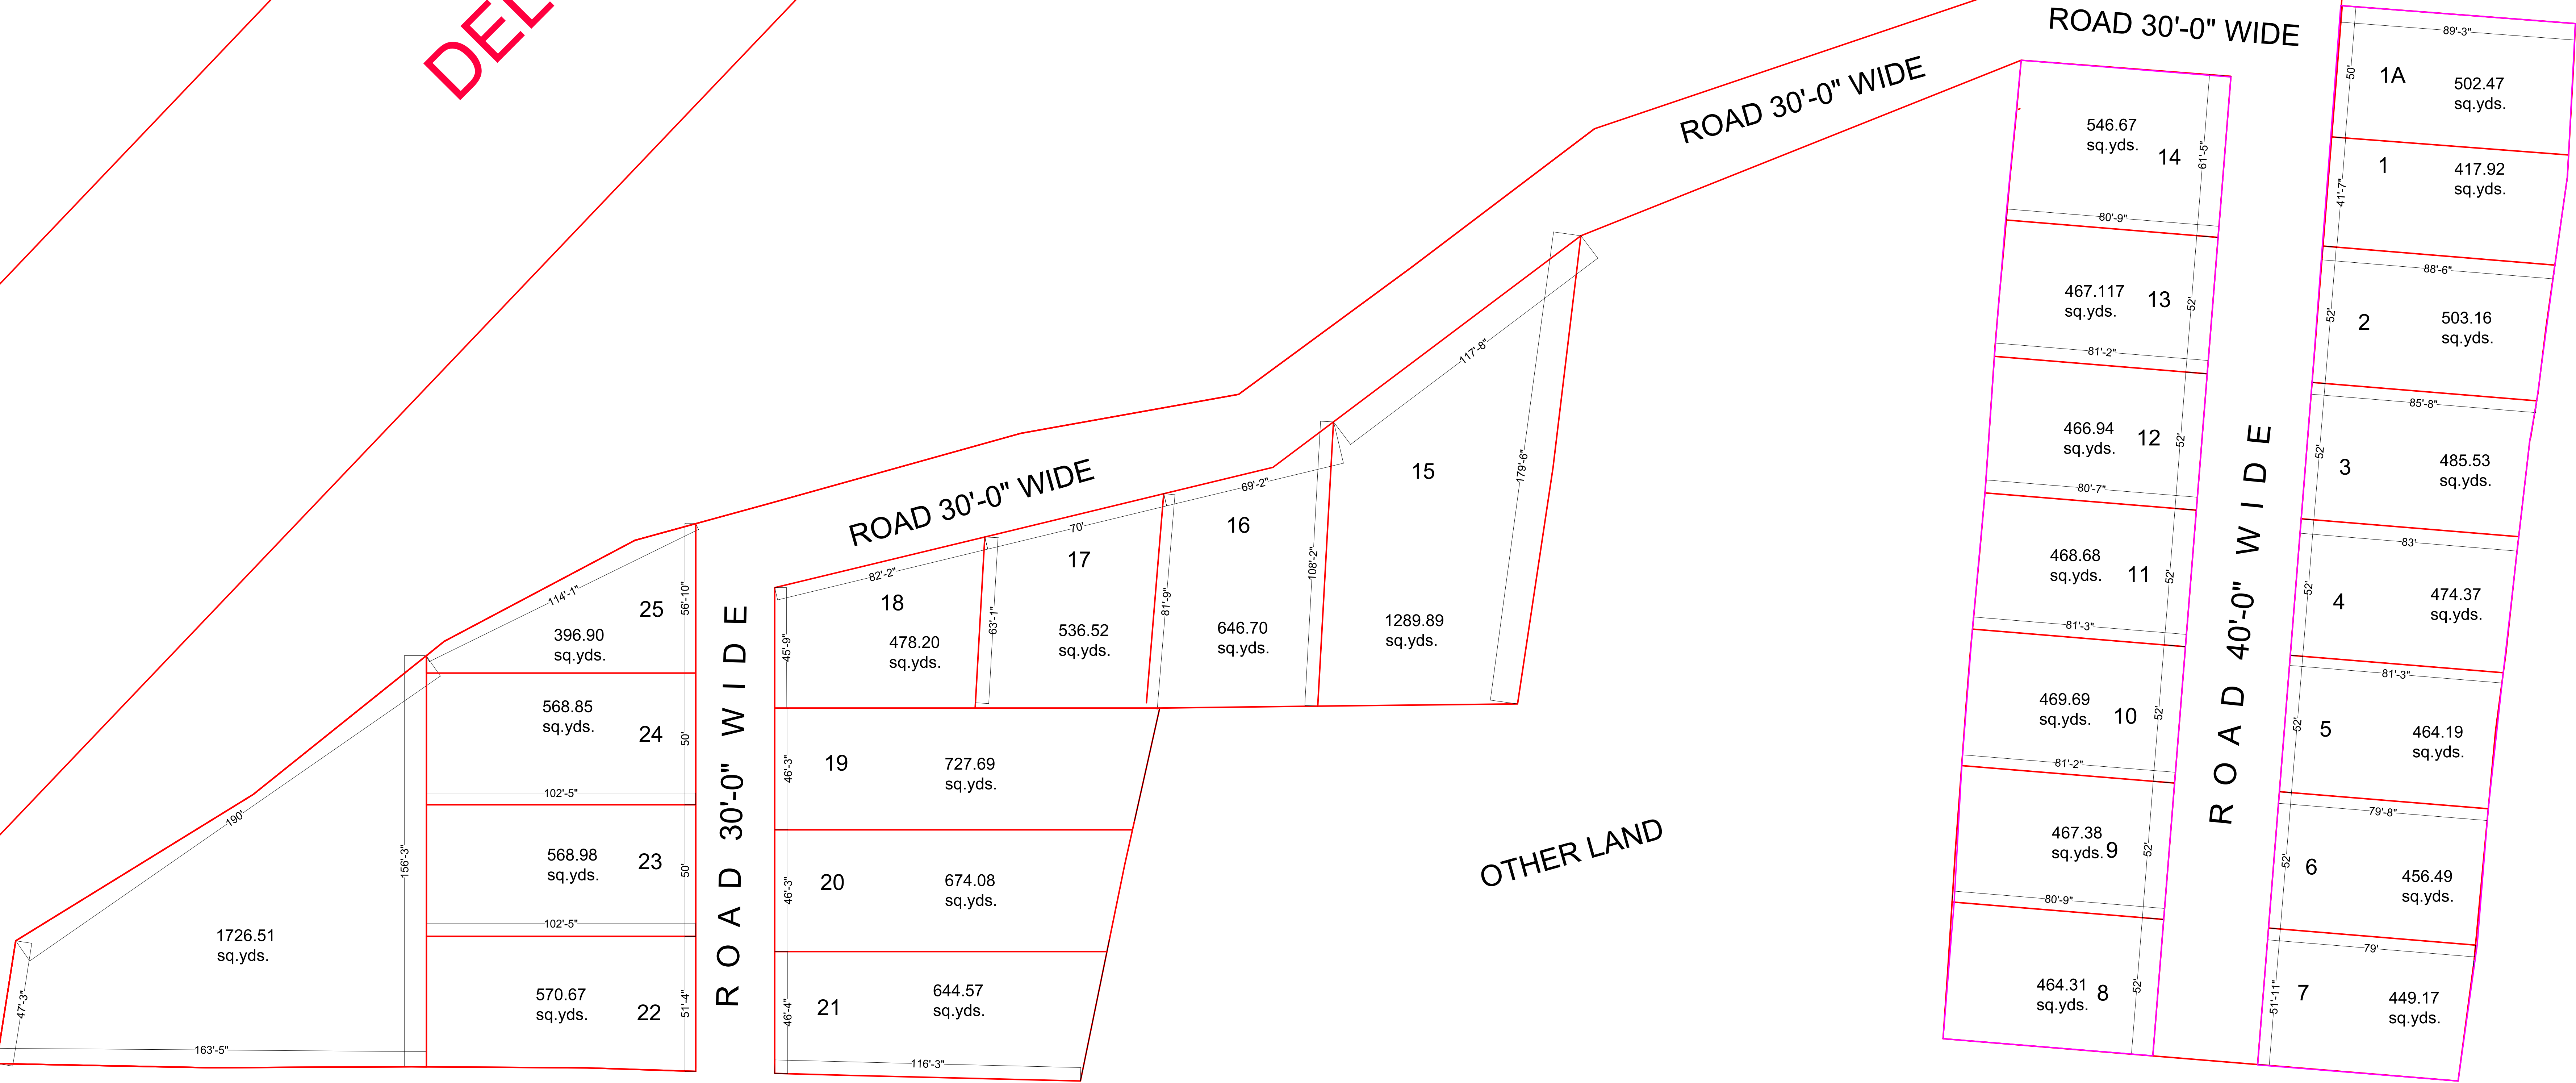 DEL
ROAD 30'-0" WIDE
ROAD 30'-0" WIDE
ROAD 30'-0" WIDE
89'-3"
50'
1A
502.47
sq.yds.
41'-7"
1
417.92
sq.yds.
88'-6"
52'
2
503.16
sq.yds.
85'-8"
52'
3
485.53
sq.yds.
83'
52'
4
474.37
sq.yds.
81'-3"
52'
5
464.19
sq.yds.
79'-8"
52'
6
456.49
sq.yds.
79'
51'-11"
7
449.17
sq.yds.
ROAD 40'-0" WIDE
546.67
sq.yds.
14
61'-5"
80'-9"
467.117
sq.yds.
13
52'
81'-2"
466.94
sq.yds.
12
52'
80'-7"
468.68
sq.yds.
11
52'
81'-3"
469.69
sq.yds.
10
52'
81'-2"
467.38
sq.yds.
9
52'
80'-9"
464.31
sq.yds.
8
52'
117'-8"
15
179'-6"
1289.89
sq.yds.
69'-2"
16
108'-2"
646.70
sq.yds.
70'
17
81'-9"
536.52
sq.yds.
82'-2"
18
63'-1"
45'-9"
478.20
sq.yds.
19
46'-3"
727.69
sq.yds.
20
46'-3"
674.08
sq.yds.
21
46'-4"
644.57
sq.yds.
116'-3"
OTHER LAND
ROAD 30'-0" WIDE
114'-1"
25
56'-10"
396.90
sq.yds.
568.85
sq.yds.
24
50'
102'-5"
568.98
sq.yds.
23
50'
102'-5"
570.67
sq.yds.
22
51'-4"
190'
156'-3"
1726.51
sq.yds.
47'-3"
163'-5"